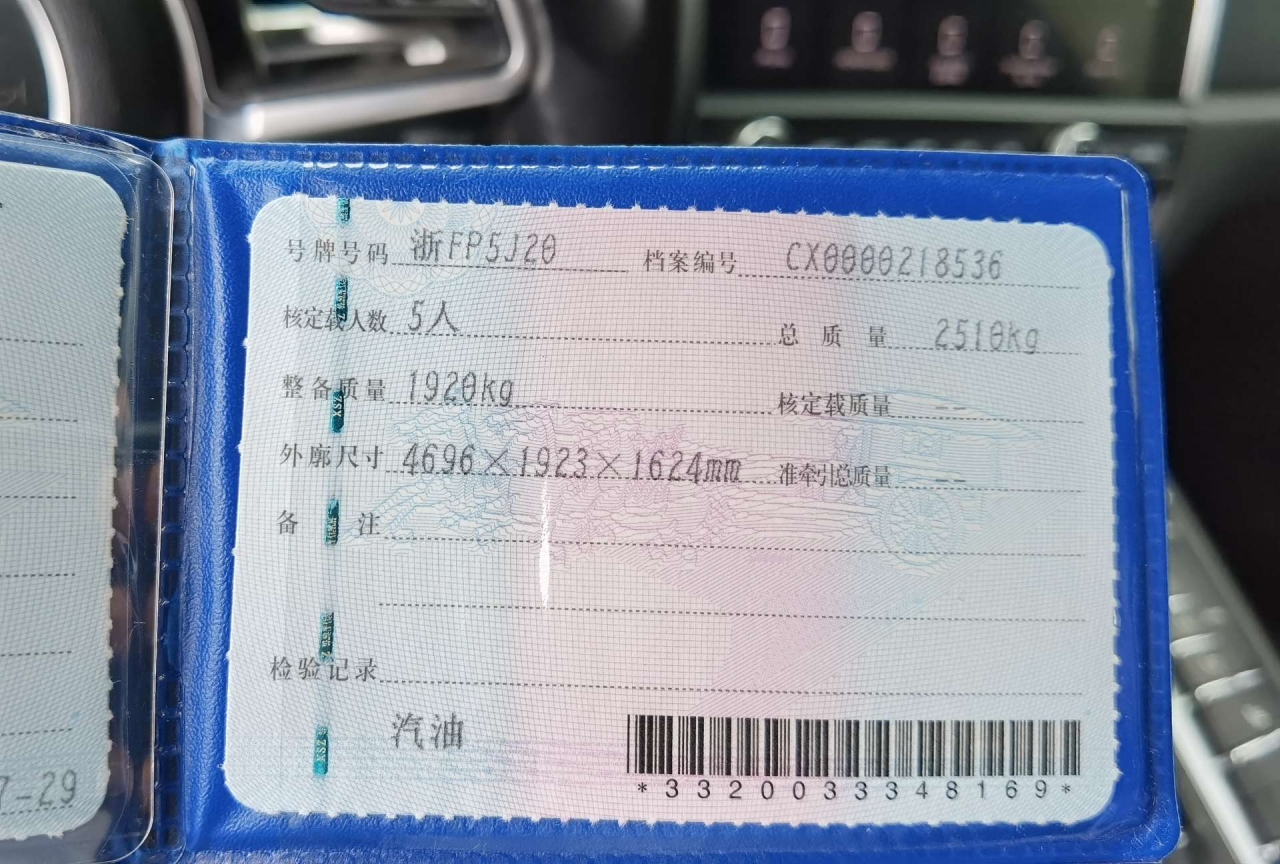 号牌号码 浙FP5J20 档案编号 CX0000218536
核定载人数 5人 总质量 2510kg
整备质量 1920kg 核定载质量 --
外廓尺寸 4696×1923×1624mm 准牵引总质量 --
备注
检验记录
汽油
*3320033348169*
7-29
XSZ
XSZ